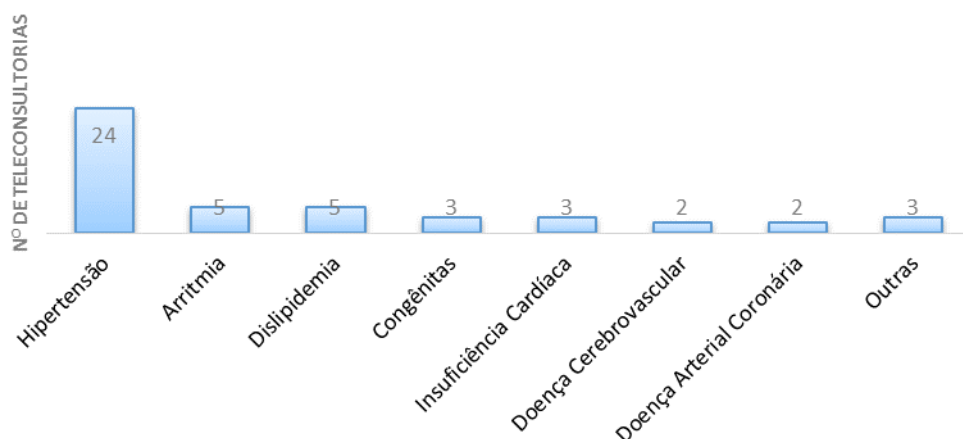 Nº DE TELECONSULTORIAS
24
5
5
3
3
2
2
3
Hipertensão
Arritmia
Dislipidemia
Congênitas
Insuficiência Cardíaca
Doença Cerebrovascular
Doença Arterial Coronária
Outras